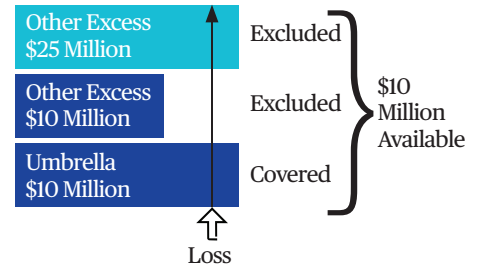 Other Excess
$25 Million
Excluded
Other Excess
$10 Million
Excluded
Umbrella
$10 Million
Covered
$10
Million
Available
Loss